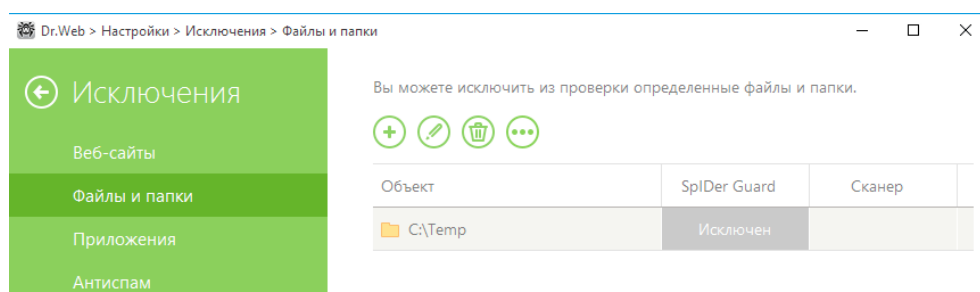 Dr.Web > Настройки > Исключения > Файлы и папки
Исключения
Веб-сайты
Файлы и папки
Приложения
Антиспам
Вы можете исключить из проверки определенные файлы и папки.
Объект SpIDer Guard Сканер
C:\Temp Исключен